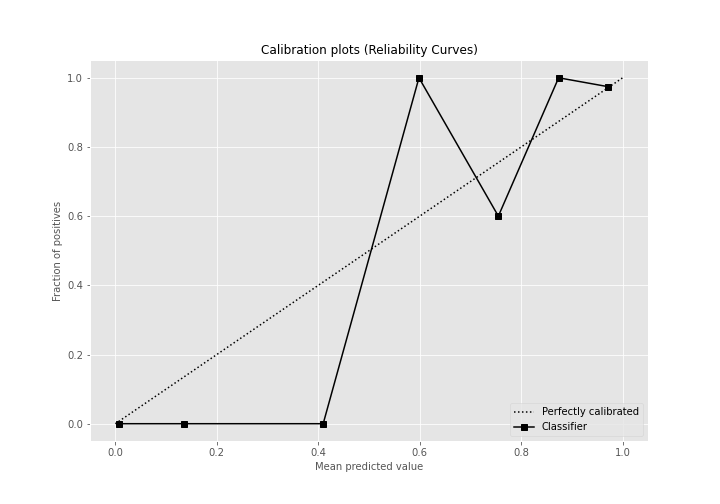 Calibration plots (Reliability Curves)
Fraction of positives
1.0
0.8
0.6
0.4
0.2
0.0
0.0 0.2 0.4 0.6 0.8 1.0
Mean predicted value
Perfectly calibrated
Classifier